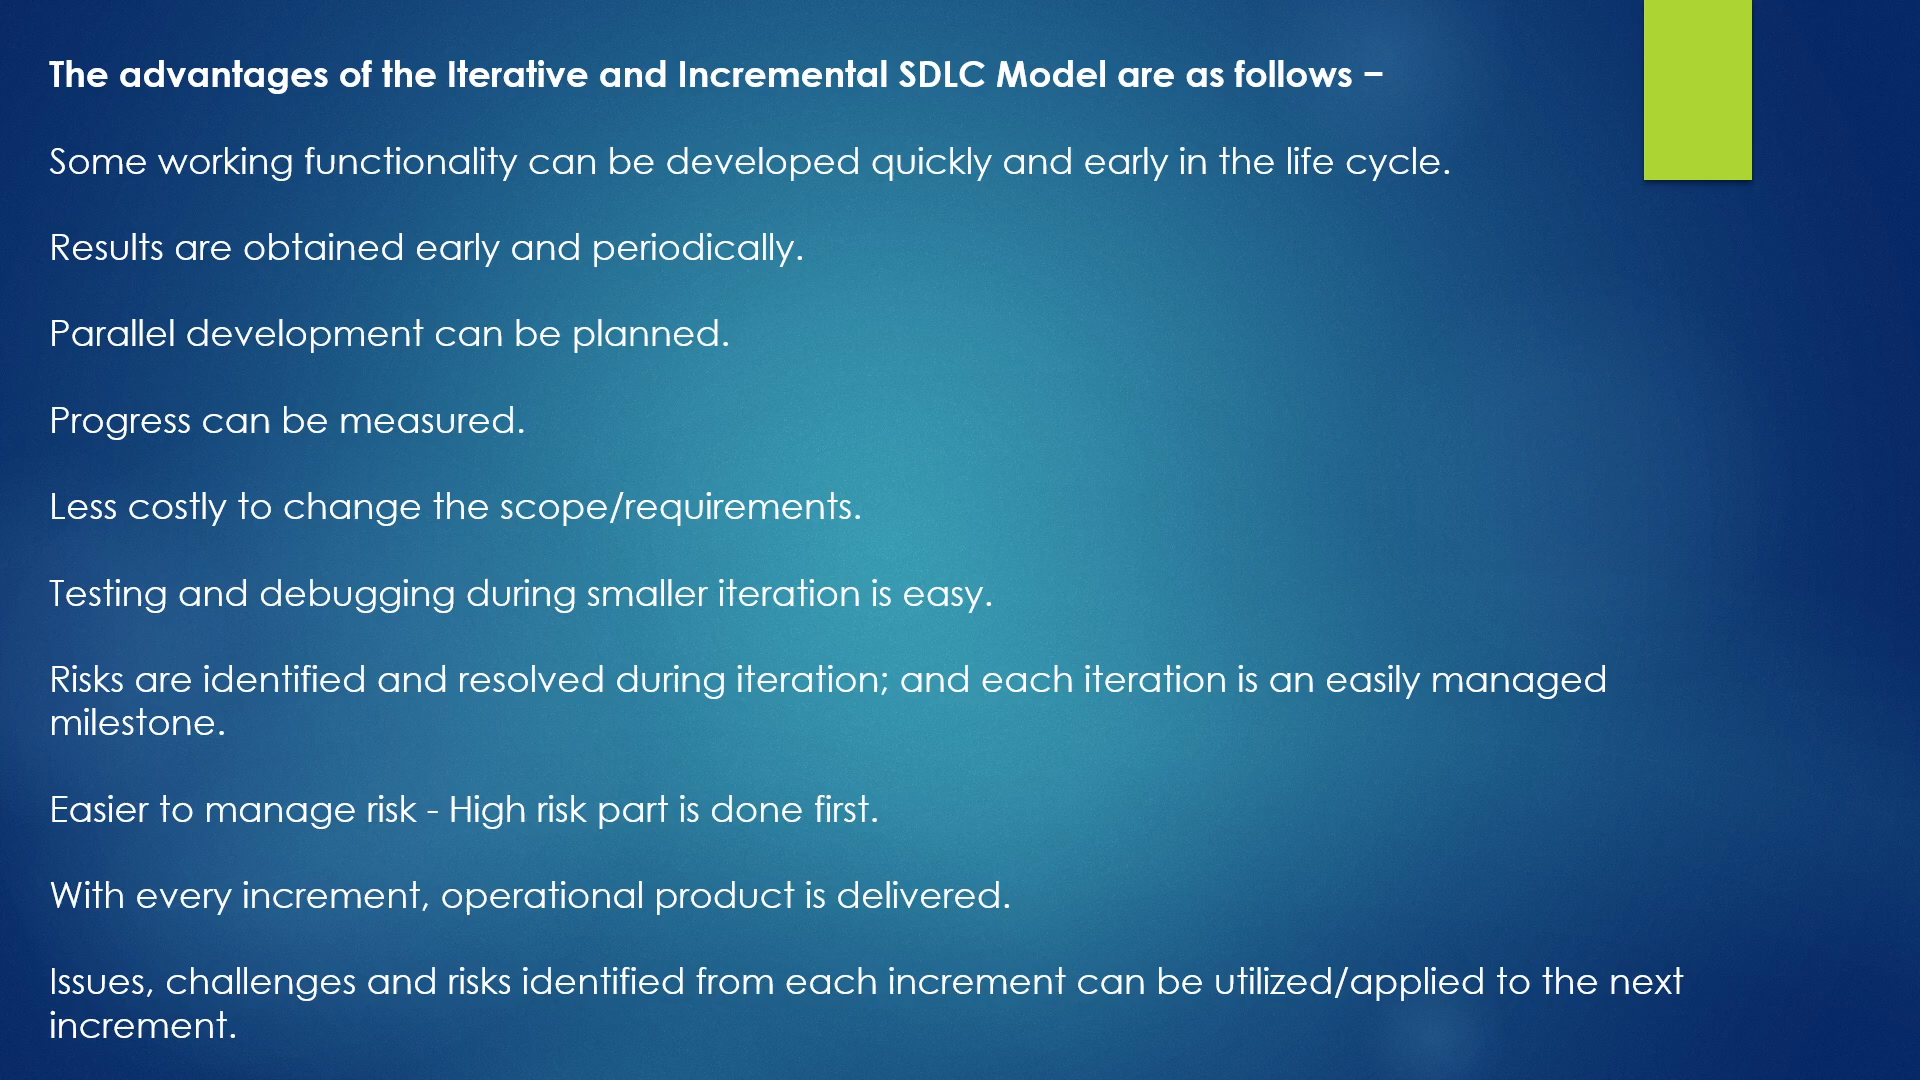 The advantages of the Iterative and Incremental SDLC Model are as follows −
Some working functionality can be developed quickly and early in the life cycle.
Results are obtained early and periodically.
Parallel development can be planned.
Progress can be measured.
Less costly to change the scope/requirements.
Testing and debugging during smaller iteration is easy.
Risks are identified and resolved during iteration; and each iteration is an easily managed
milestone.
Easier to manage risk - High risk part is done first.
With every increment, operational product is delivered.
Issues, challenges and risks identified from each increment can be utilized/applied to the next
increment.